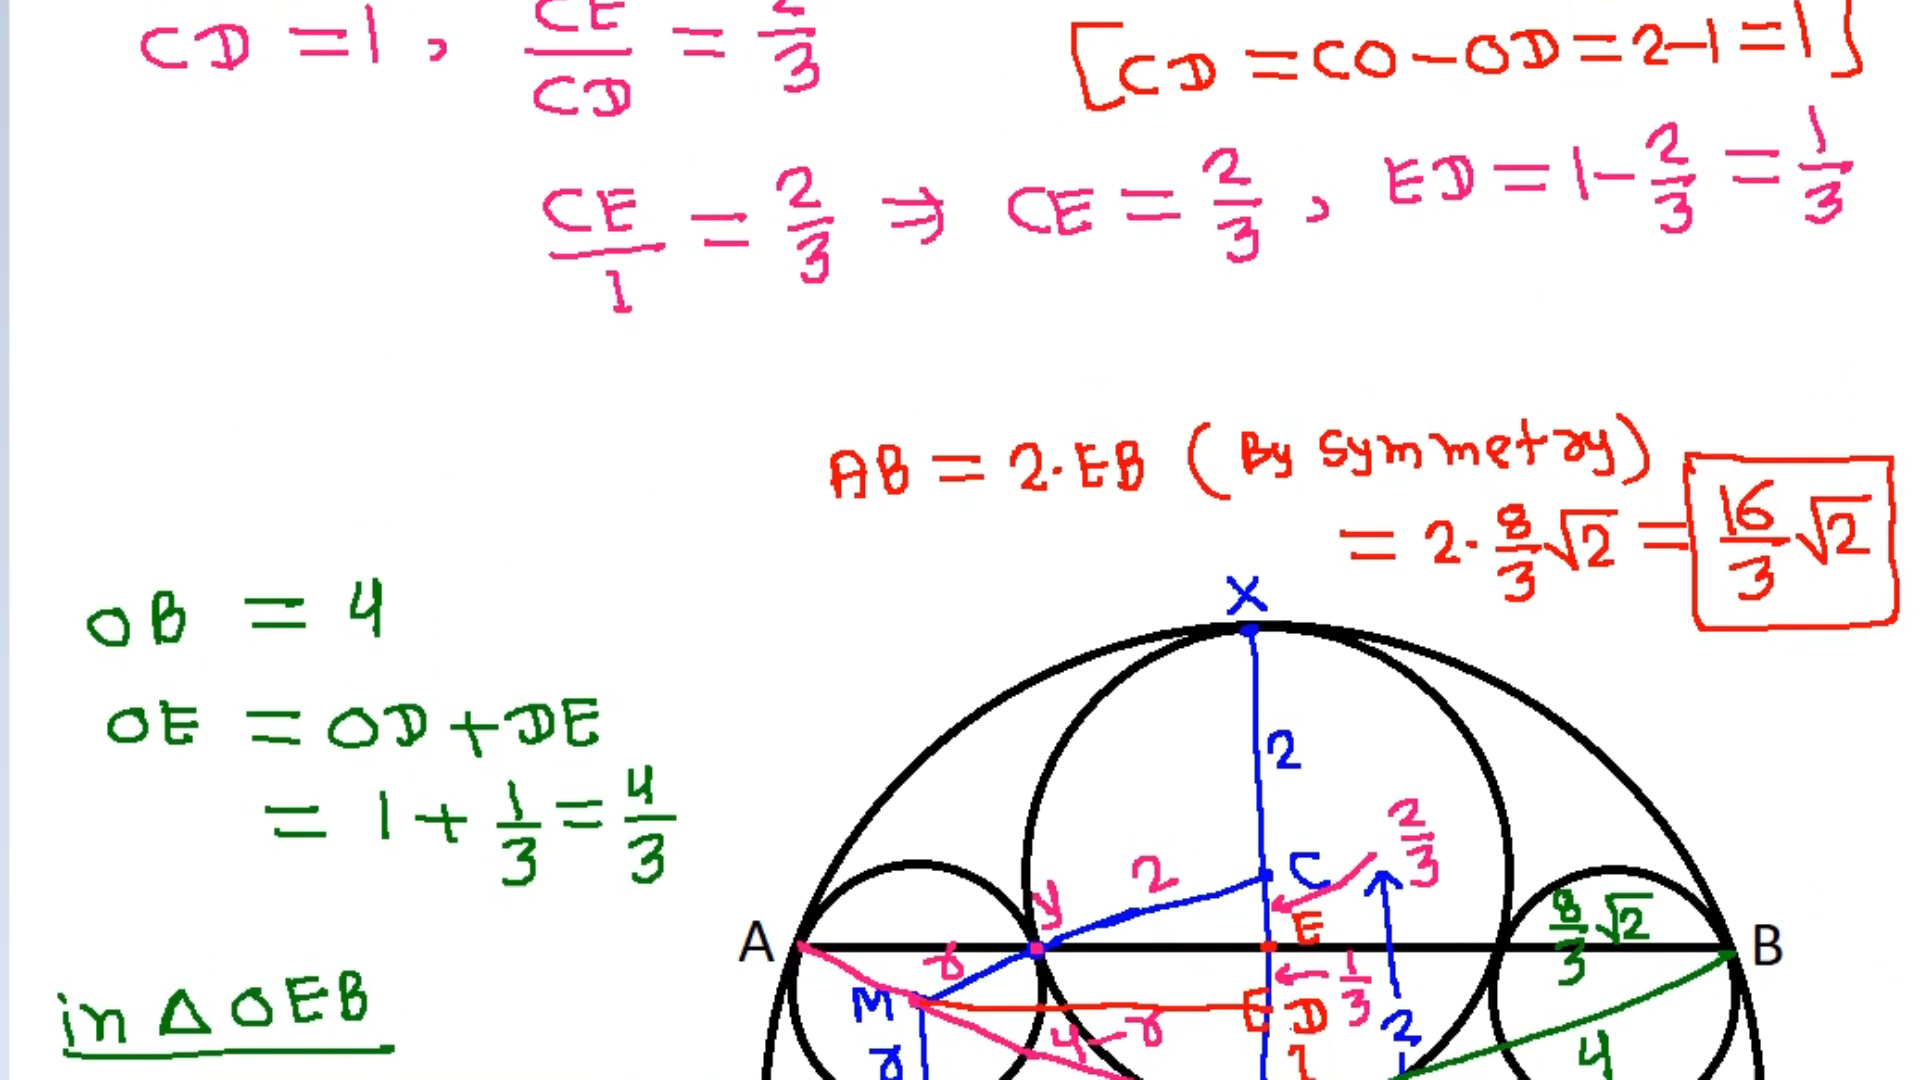 CD = 1 , CE/CD = 2/3
[CD = CO - OD = 2-1 = 1]
CE/1 = 2/3 ⇒ CE = 2/3 , ED = 1 - 2/3 = 1/3
AB = 2·EB (By Symmetry)
= 2· 8/3 √2 = 16/3 √2
OB = 4
OE = OD + DE
= 1 + 1/3 = 4/3
in Δ OEB
X
2
C
2/3
2
y
E
A
r
8/3 √2
B
M
D
1/3
2
4-r
r
1
4